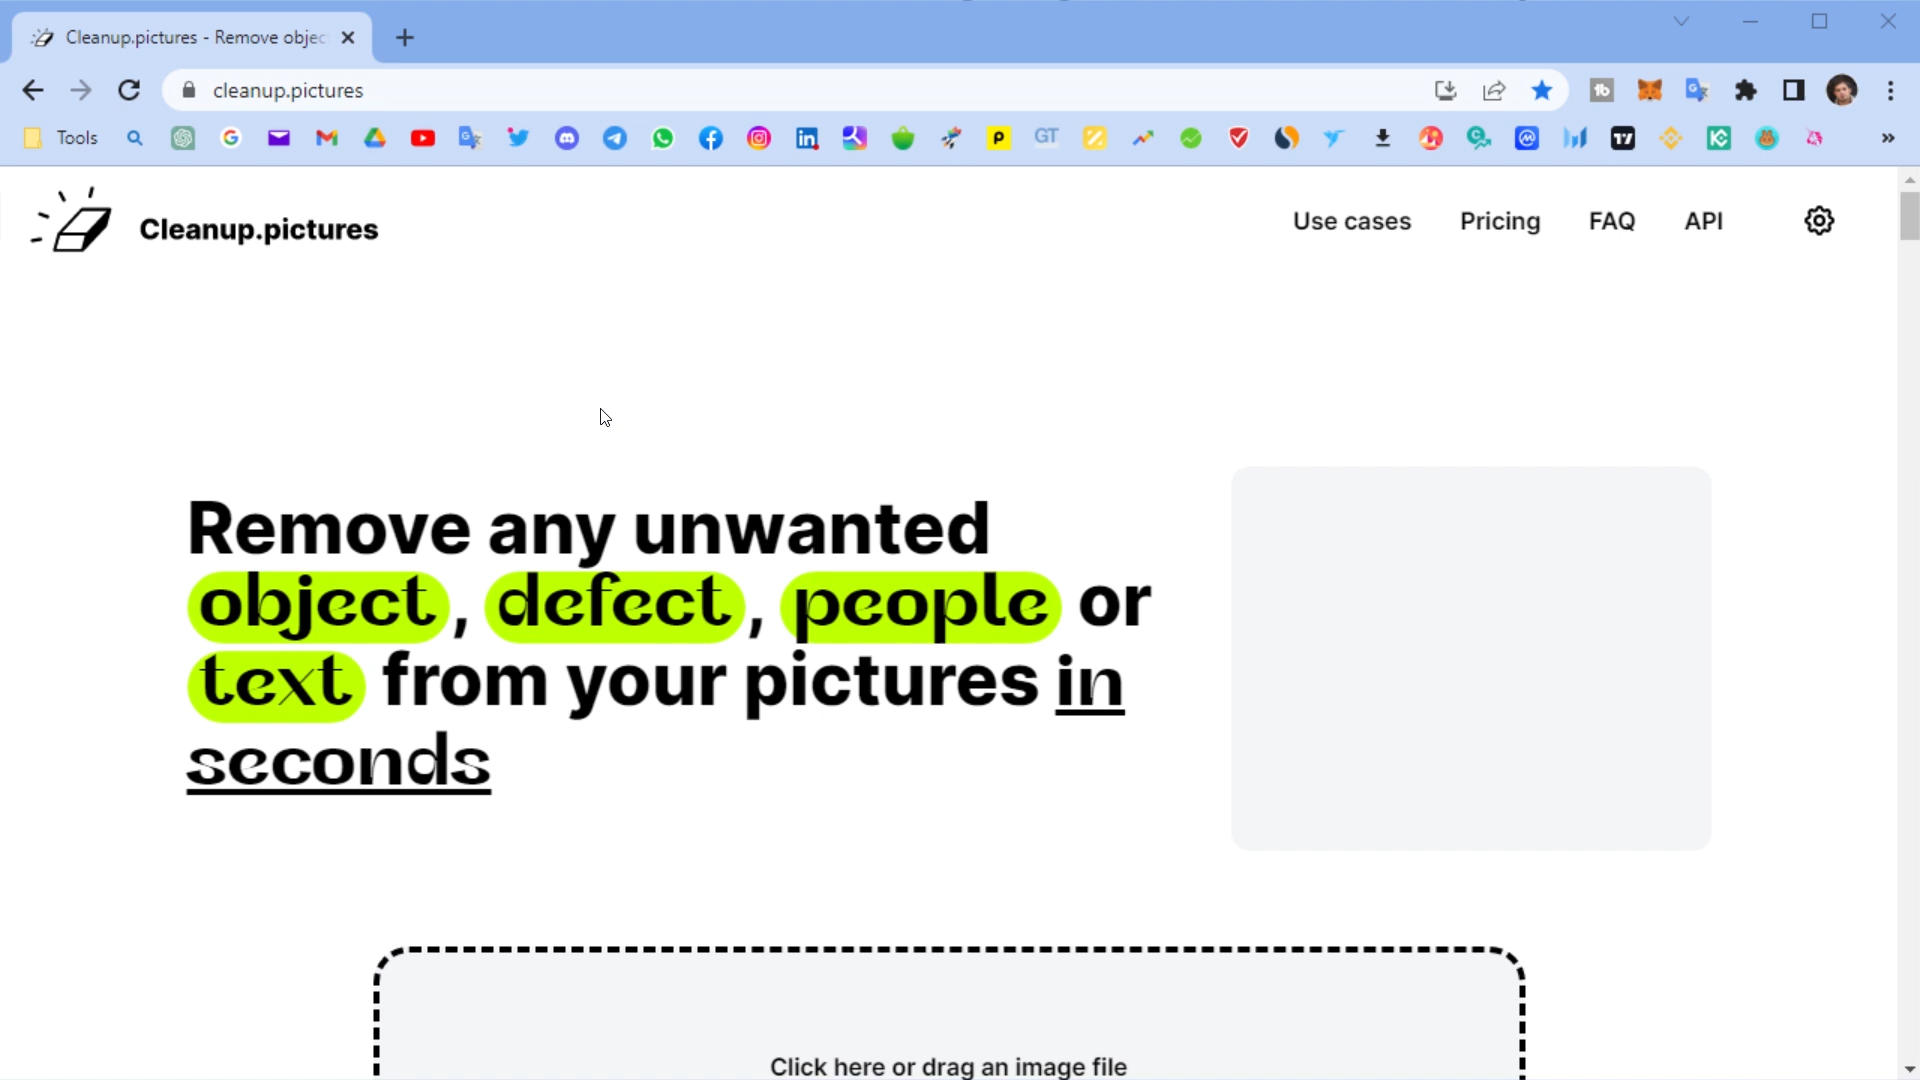 Cleanup.pictures - Remove objec
cleanup.pictures
Tools
Cleanup.pictures
Use cases
Pricing
FAQ
API
Remove any unwanted
object, defect, people or
text from your pictures in
seconds
Click here or drag an image file